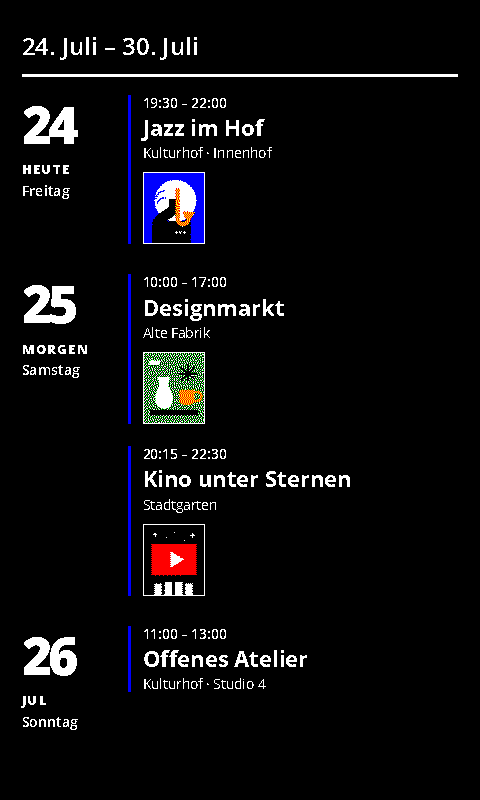 24. Juli – 30. Juli
24
HEUTE
Freitag
19:30 – 22:00
Jazz im Hof
Kulturhof · Innenhof
25
MORGEN
Samstag
10:00 – 17:00
Designmarkt
Alte Fabrik
20:15 – 22:30
Kino unter Sternen
Stadtgarten
26
JUL
Sonntag
11:00 – 13:00
Offenes Atelier
Kulturhof · Studio 4